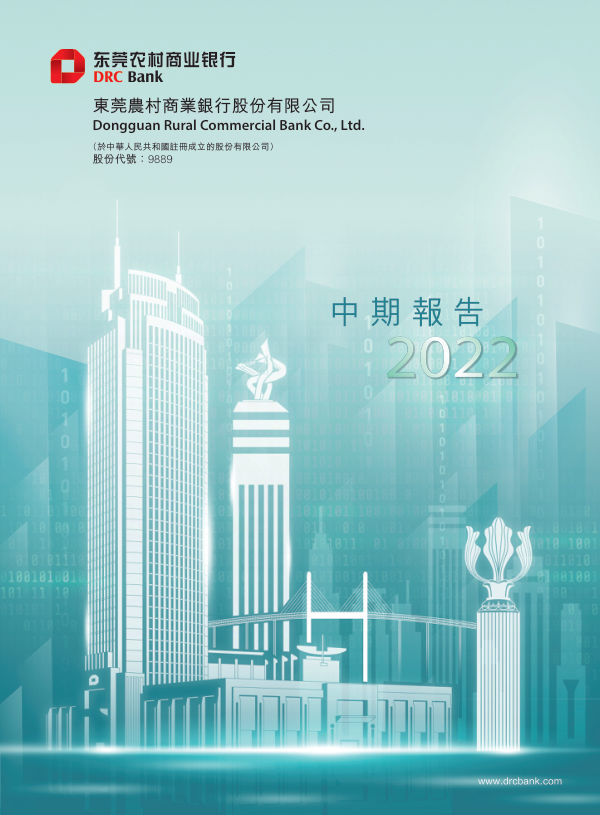 东莞农村商业银行
DRC Bank
東莞農村商業銀行股份有限公司
Dongguan Rural Commercial Bank Co., Ltd.
（於中華人民共和國註冊成立的股份有限公司）
股份代號：9889
中期報告
2022
www.drcbank.com